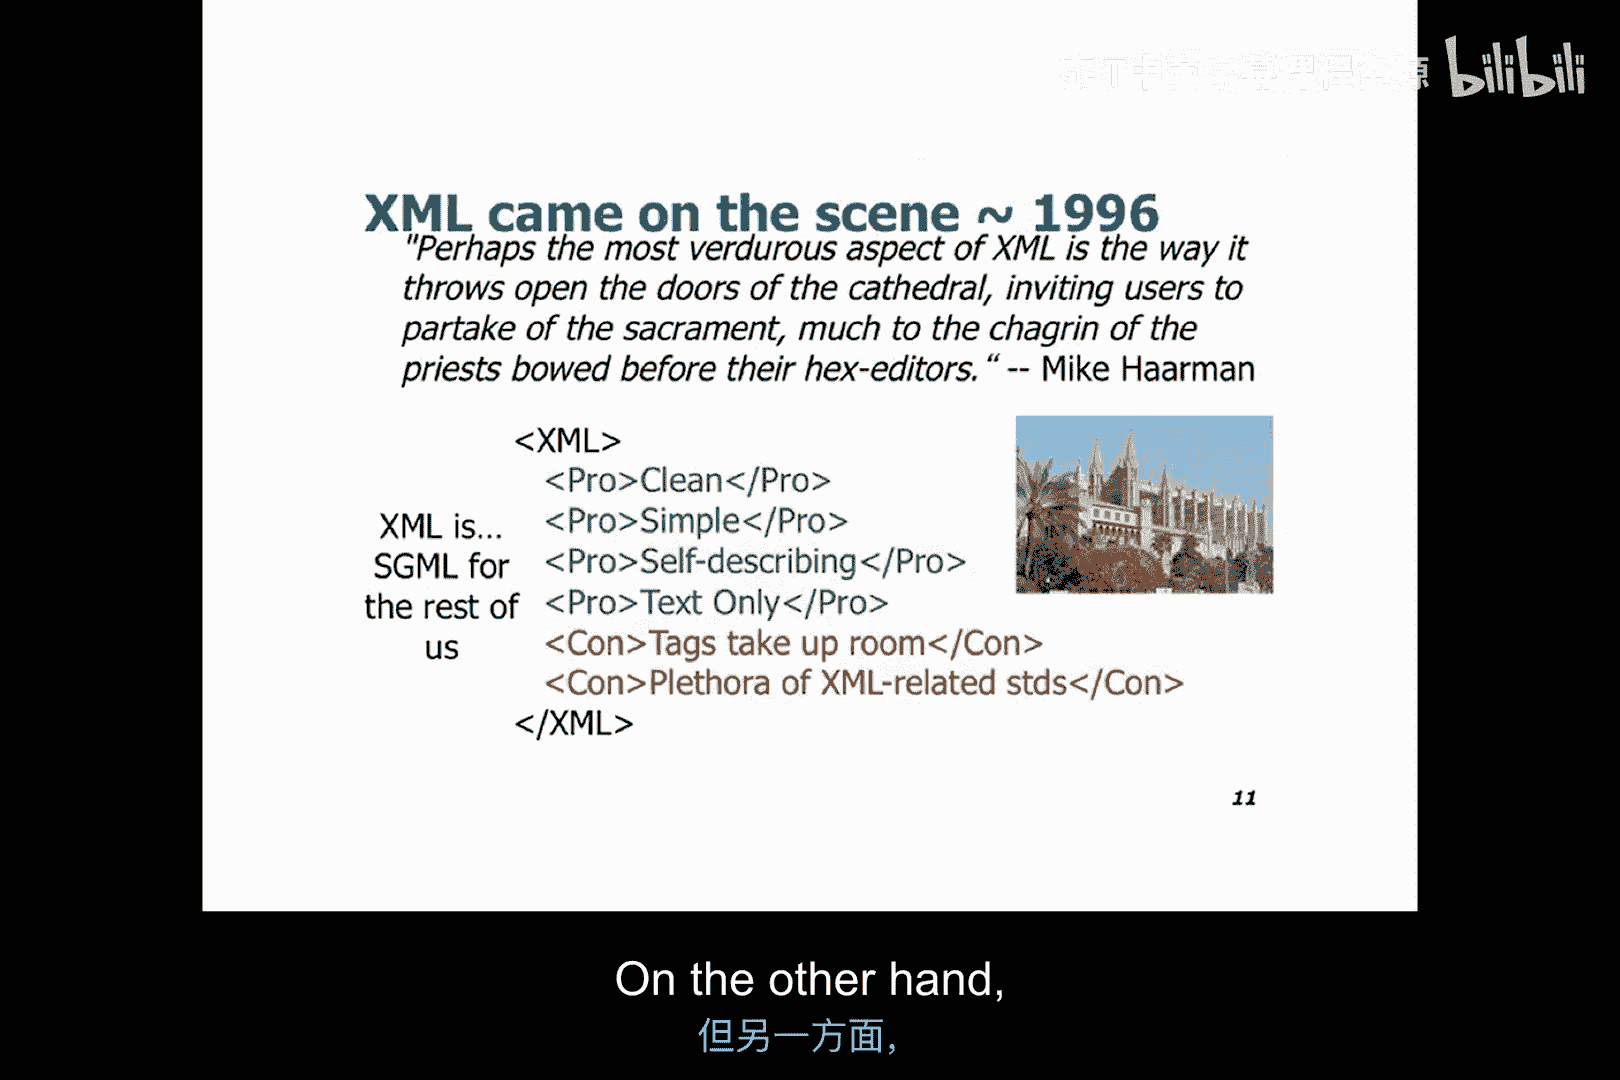 bilibili
XML came on the scene ~ 1996
"Perhaps the most verdurous aspect of XML is the way it
throws open the doors of the cathedral, inviting users to
partake of the sacrament, much to the chagrin of the
priests bowed before their hex-editors.“ -- Mike Haarman
XML is...
SGML for
the rest of
us
<XML>
<Pro>Clean</Pro>
<Pro>Simple</Pro>
<Pro>Self-describing</Pro>
<Pro>Text Only</Pro>
<Con>Tags take up room</Con>
<Con>Plethora of XML-related stds</Con>
</XML>
11
On the other hand,
但另一方面，